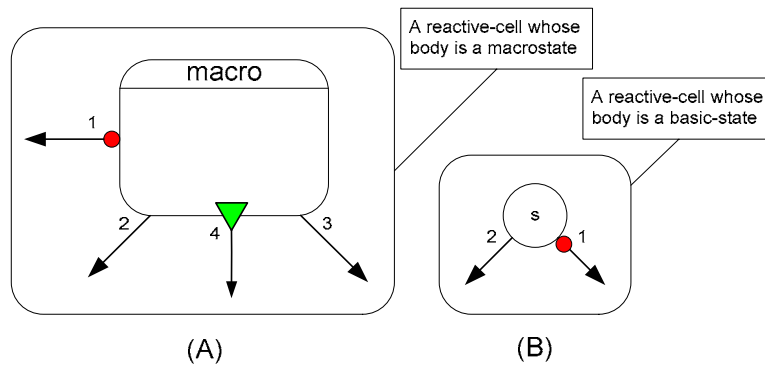 A reactive-cell whose
body is a macrostate
macro
A reactive-cell whose
body is a basic-state
1
2
4
3
s
2
1
(A)
(B)